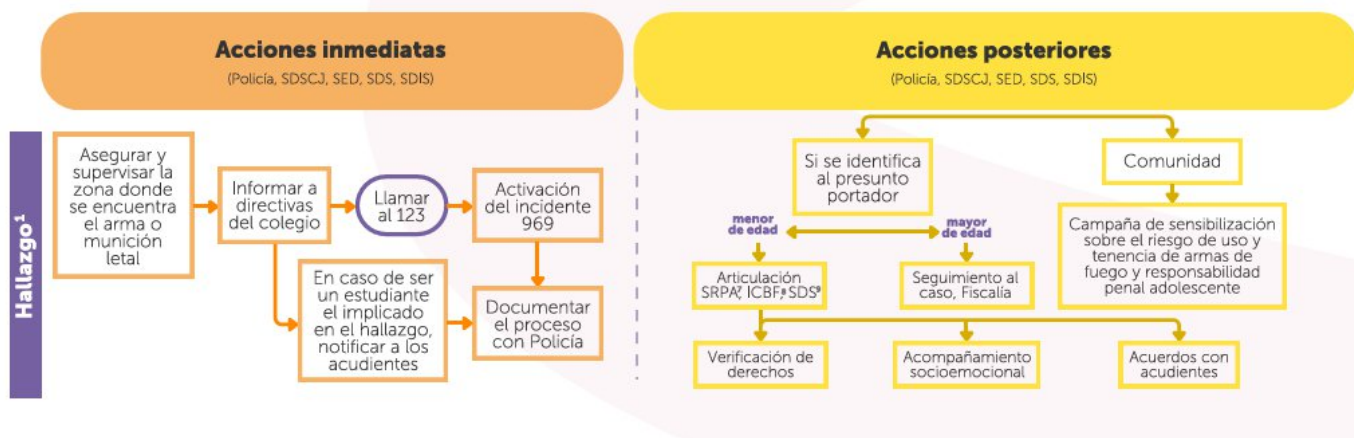 Acciones inmediatas
(Policía, SDSCJ, SED, SDS, SDIS)
Hallazgo¹
Asegurar y
supervisar la
zona donde
se encuentra
el arma o
munición
letal
Informar a
directivas
del colegio
Llamar
al 123
Activación
del incidente
969
En caso de ser
un estudiante
el implicado
en el hallazgo,
notificar a los
acudientes
Documentar
el proceso
con Policía
Acciones posteriores
(Policía, SDSCJ, SED, SDS, SDIS)
Si se identifica
al presunto
portador
menor
de edad
mayor
de edad
Articulación
SRPA⁷, ICBF,⁸ SDS⁹
Seguimiento al
caso, Fiscalía
Verificación de
derechos
Acompañamiento
socioemocional
Acuerdos con
acudientes
Comunidad
Campaña de sensibilización
sobre el riesgo de uso y
tenencia de armas de
fuego y responsabilidad
penal adolescente